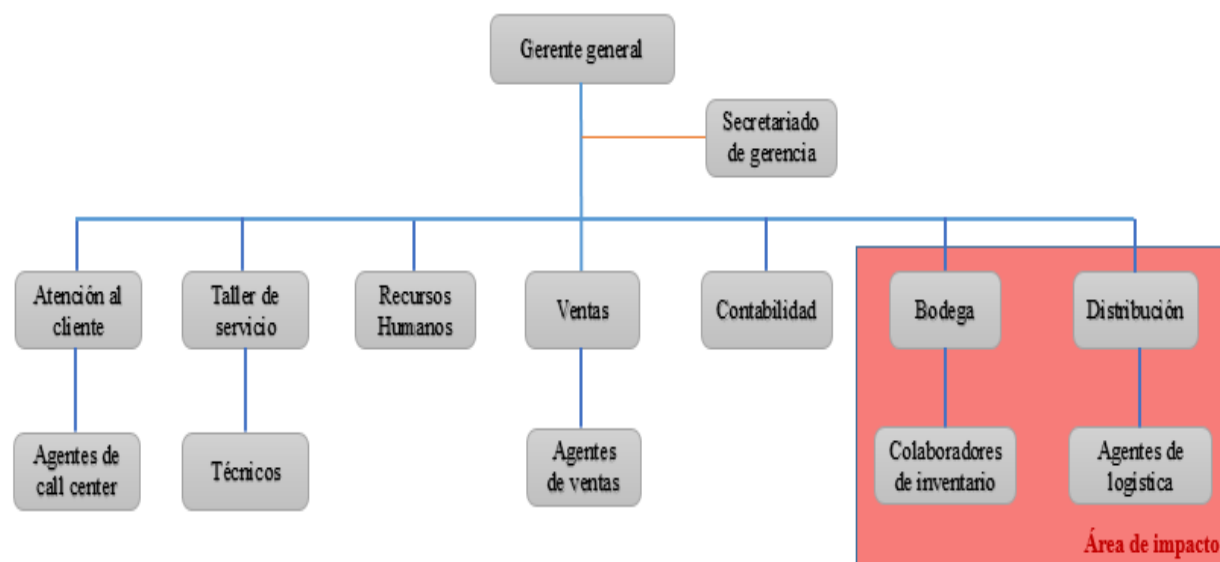 Gerente general
Secretariado
de gerencia
Atención al
cliente
Taller de
servicio
Recursos
Humanos
Ventas
Contabilidad
Bodega
Distribución
Agentes de
call center
Técnicos
Agentes
de ventas
Colaboradores
de inventario
Agentes de
logística
Área de impacto